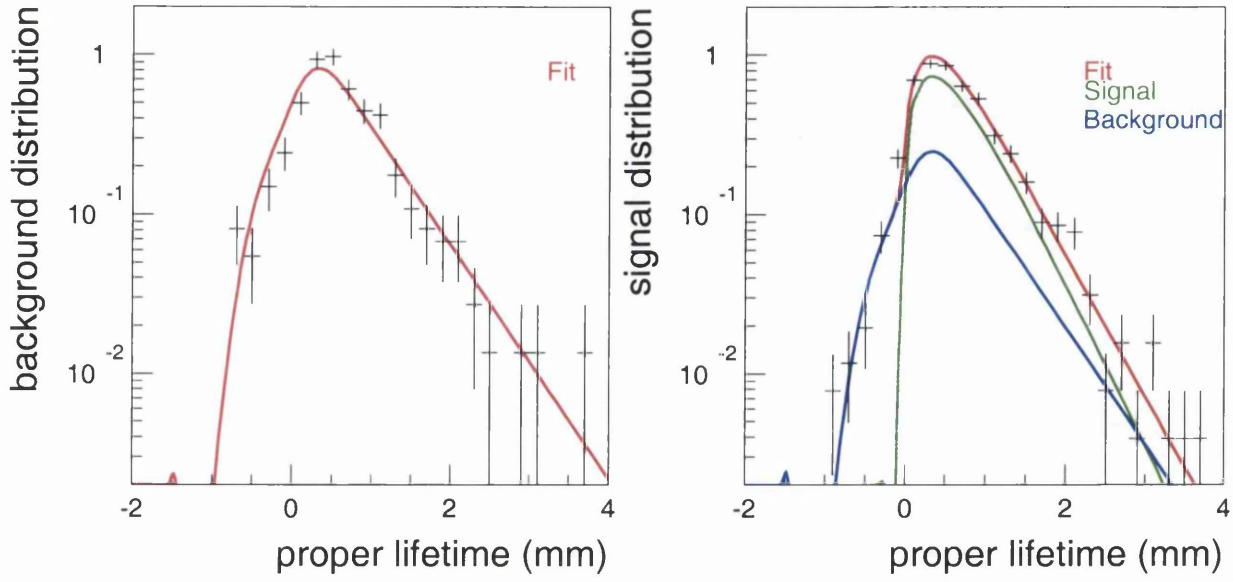 background distribution
1
10 -1
10 -2
Fit
-2 0 2 4
proper lifetime (mm)
signal distribution
1
10 -1
10 -2
Fit
Signal
Background
-2 0 2 4
proper lifetime (mm)